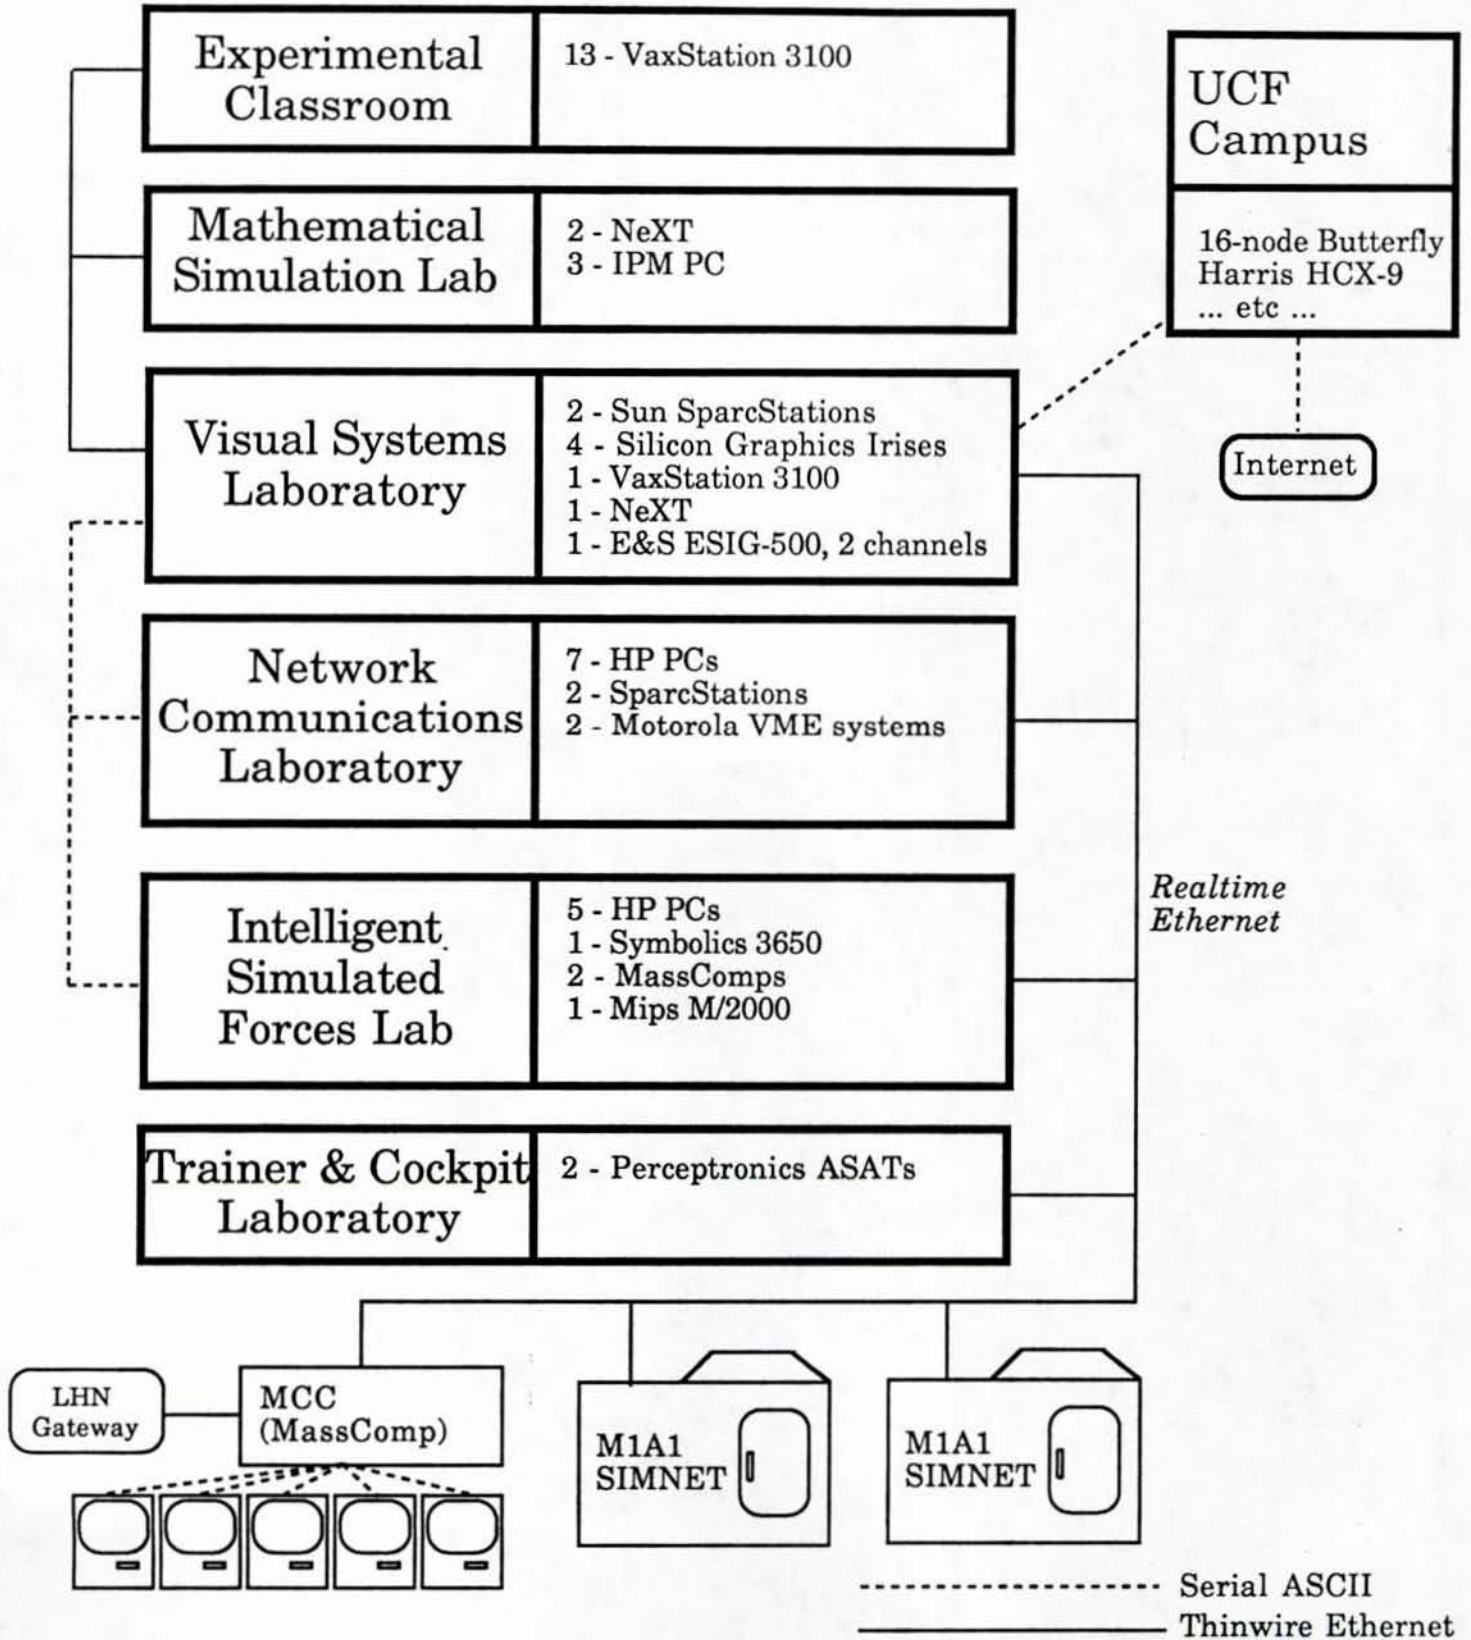 Experimental
Classroom
13 - VaxStation 3100
UCF
Campus
16-node Butterfly
Harris HCX-9
... etc ...
Mathematical
Simulation Lab
2 - NeXT
3 - IPM PC
Visual Systems
Laboratory
2 - Sun SparcStations
4 - Silicon Graphics Irises
1 - VaxStation 3100
1 - NeXT
1 - E&S ESIG-500, 2 channels
Internet
Network
Communications
Laboratory
7 - HP PCs
2 - SparcStations
2 - Motorola VME systems
Intelligent
Simulated
Forces Lab
5 - HP PCs
1 - Symbolics 3650
2 - MassComps
1 - Mips M/2000
Realtime
Ethernet
Trainer & Cockpit
Laboratory
2 - Perceptronics ASATs
LHN
Gateway
MCC
(MassComp)
M1A1
SIMNET
M1A1
SIMNET
Serial ASCII
Thinwire Ethernet